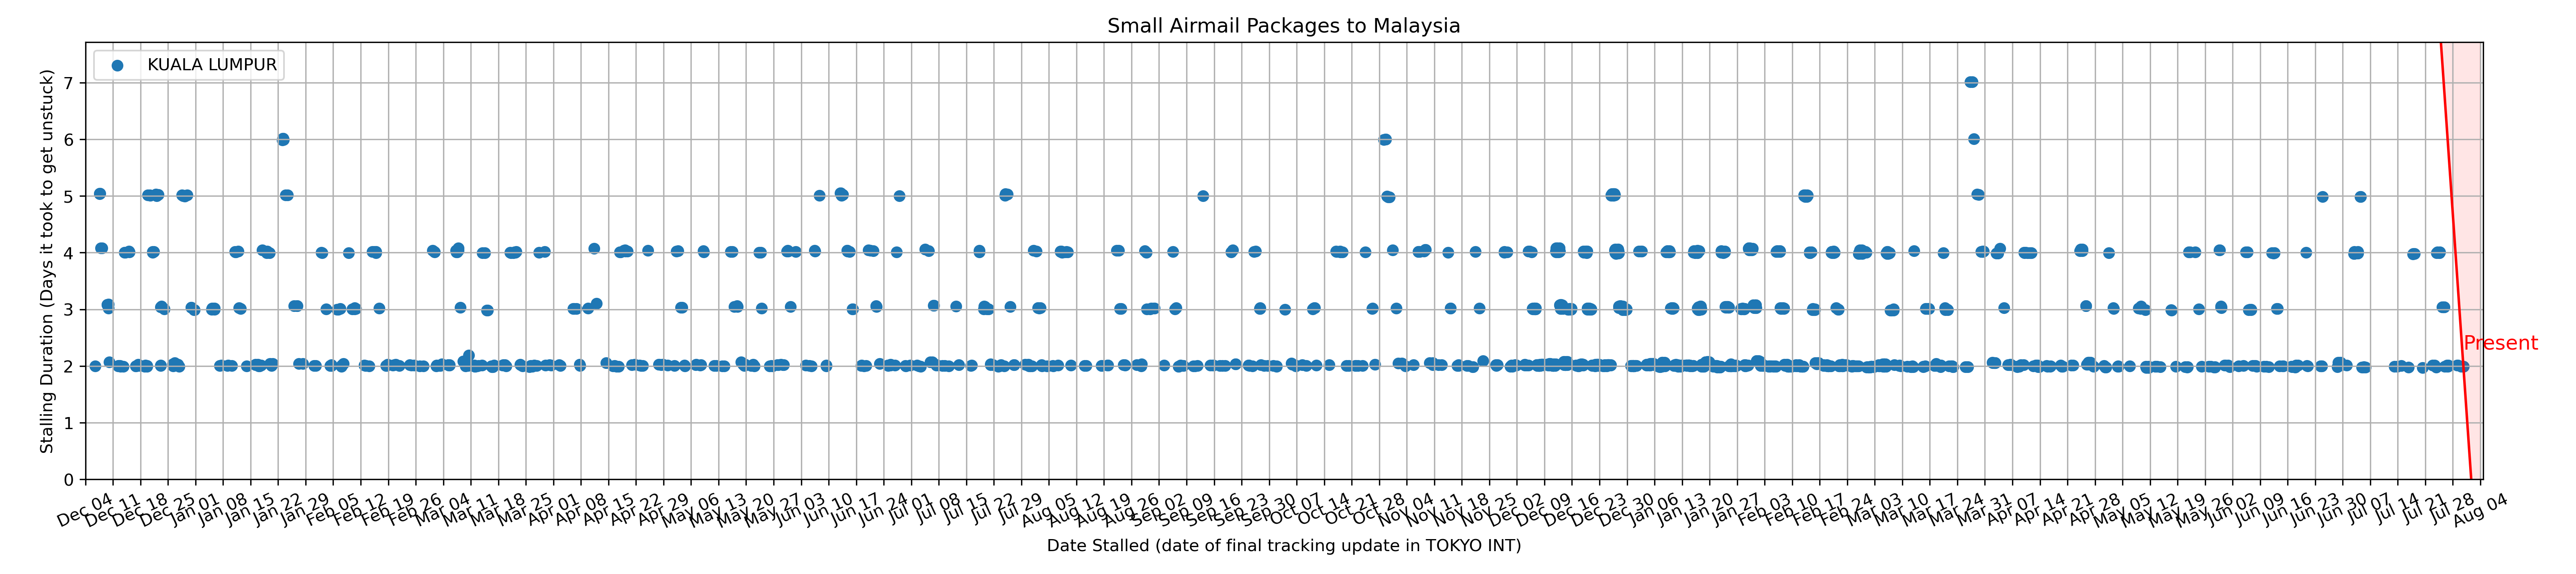 Small Airmail Packages to Malaysia
KUALA LUMPUR
Stalling Duration (Days it took to get unstuck)
7
6
5
4
3
2
1
0
Present
Dec 04
Dec 11
Dec 18
Dec 25
Jan 01
Jan 08
Jan 15
Jan 22
Jan 29
Feb 05
Feb 12
Feb 19
Feb 26
Mar 04
Mar 11
Mar 18
Mar 25
Apr 01
Apr 08
Apr 15
Apr 22
Apr 29
May 06
May 13
May 20
May 27
Jun 03
Jun 10
Jun 17
Jun 24
Jul 01
Jul 08
Jul 15
Jul 22
Jul 29
Aug 05
Aug 12
Aug 19
Aug 26
Sep 02
Sep 09
Sep 16
Sep 23
Sep 30
Oct 07
Oct 14
Oct 21
Oct 28
Nov 04
Nov 11
Nov 18
Nov 25
Dec 02
Dec 09
Dec 16
Dec 23
Dec 30
Jan 06
Jan 13
Jan 20
Jan 27
Feb 03
Feb 10
Feb 17
Feb 24
Mar 03
Mar 10
Mar 17
Mar 24
Mar 31
Apr 07
Apr 14
Apr 21
Apr 28
May 05
May 12
May 19
May 26
Jun 02
Jun 09
Jun 16
Jun 23
Jun 30
Jul 07
Jul 14
Jul 21
Jul 28
Aug 04
Date Stalled (date of final tracking update in TOKYO INT)